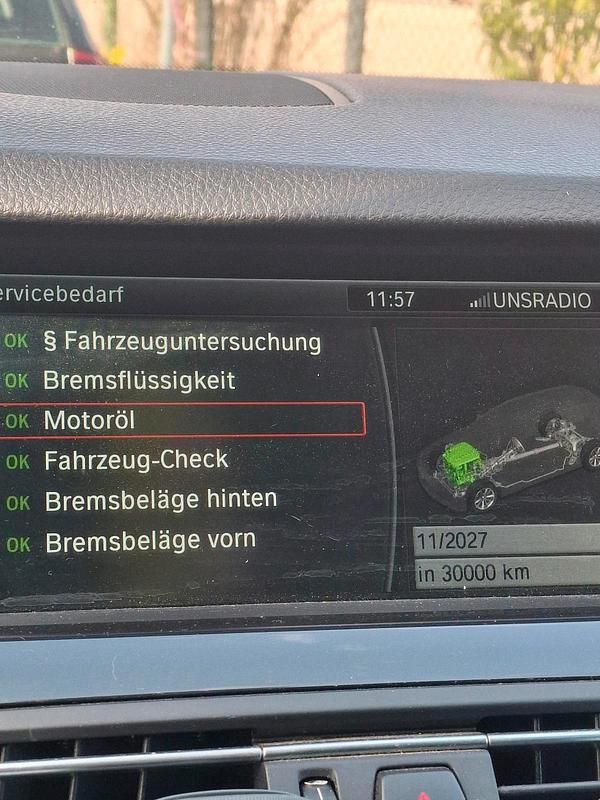 ervicebedarf
11:57
UNSRADIO
OK § Fahrzeuguntersuchung
OK Bremsflüssigkeit
OK Motoröl
OK Fahrzeug-Check
OK Bremsbeläge hinten
OK Bremsbeläge vorn
11/2027
in 30000 km